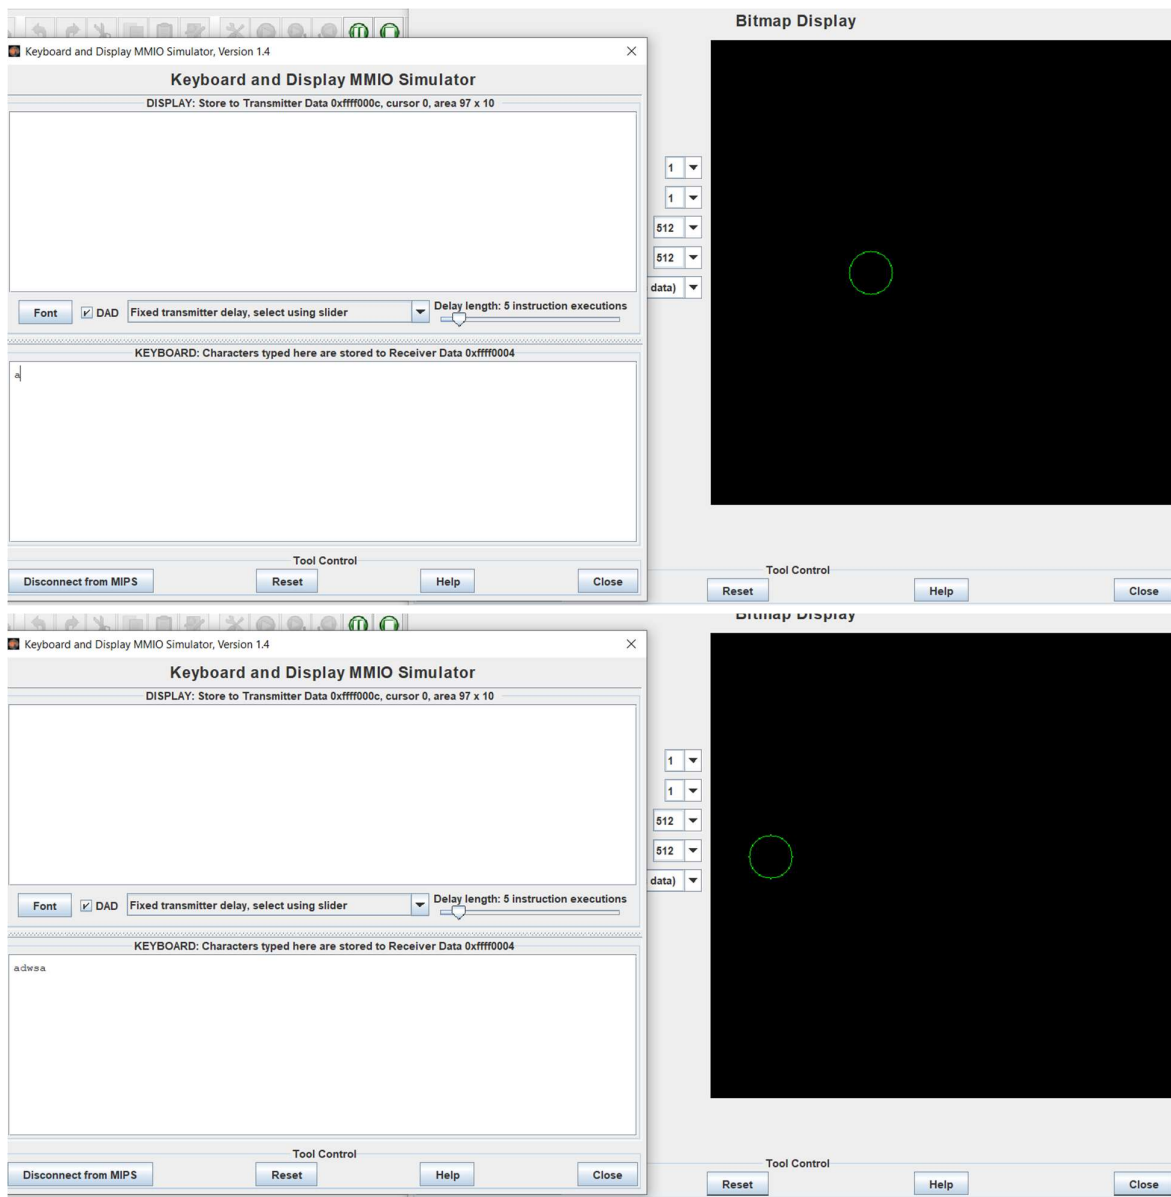 Bitmap Display
Keyboard and Display MMIO Simulator, Version 1.4
Keyboard and Display MMIO Simulator
DISPLAY: Store to Transmitter Data 0xffff000c, cursor 0, area 97 x 10
1
1
512
512
data)
Font
DAD
Fixed transmitter delay, select using slider
Delay length: 5 instruction executions
KEYBOARD: Characters typed here are stored to Receiver Data 0xffff0004
a
Tool Control
Disconnect from MIPS
Reset
Help
Close
Tool Control
Reset
Help
Close
Bitmap Display
Keyboard and Display MMIO Simulator, Version 1.4
Keyboard and Display MMIO Simulator
DISPLAY: Store to Transmitter Data 0xffff000c, cursor 0, area 97 x 10
1
1
512
512
data)
Font
DAD
Fixed transmitter delay, select using slider
Delay length: 5 instruction executions
KEYBOARD: Characters typed here are stored to Receiver Data 0xffff0004
adwsa
Tool Control
Disconnect from MIPS
Reset
Help
Close
Tool Control
Reset
Help
Close